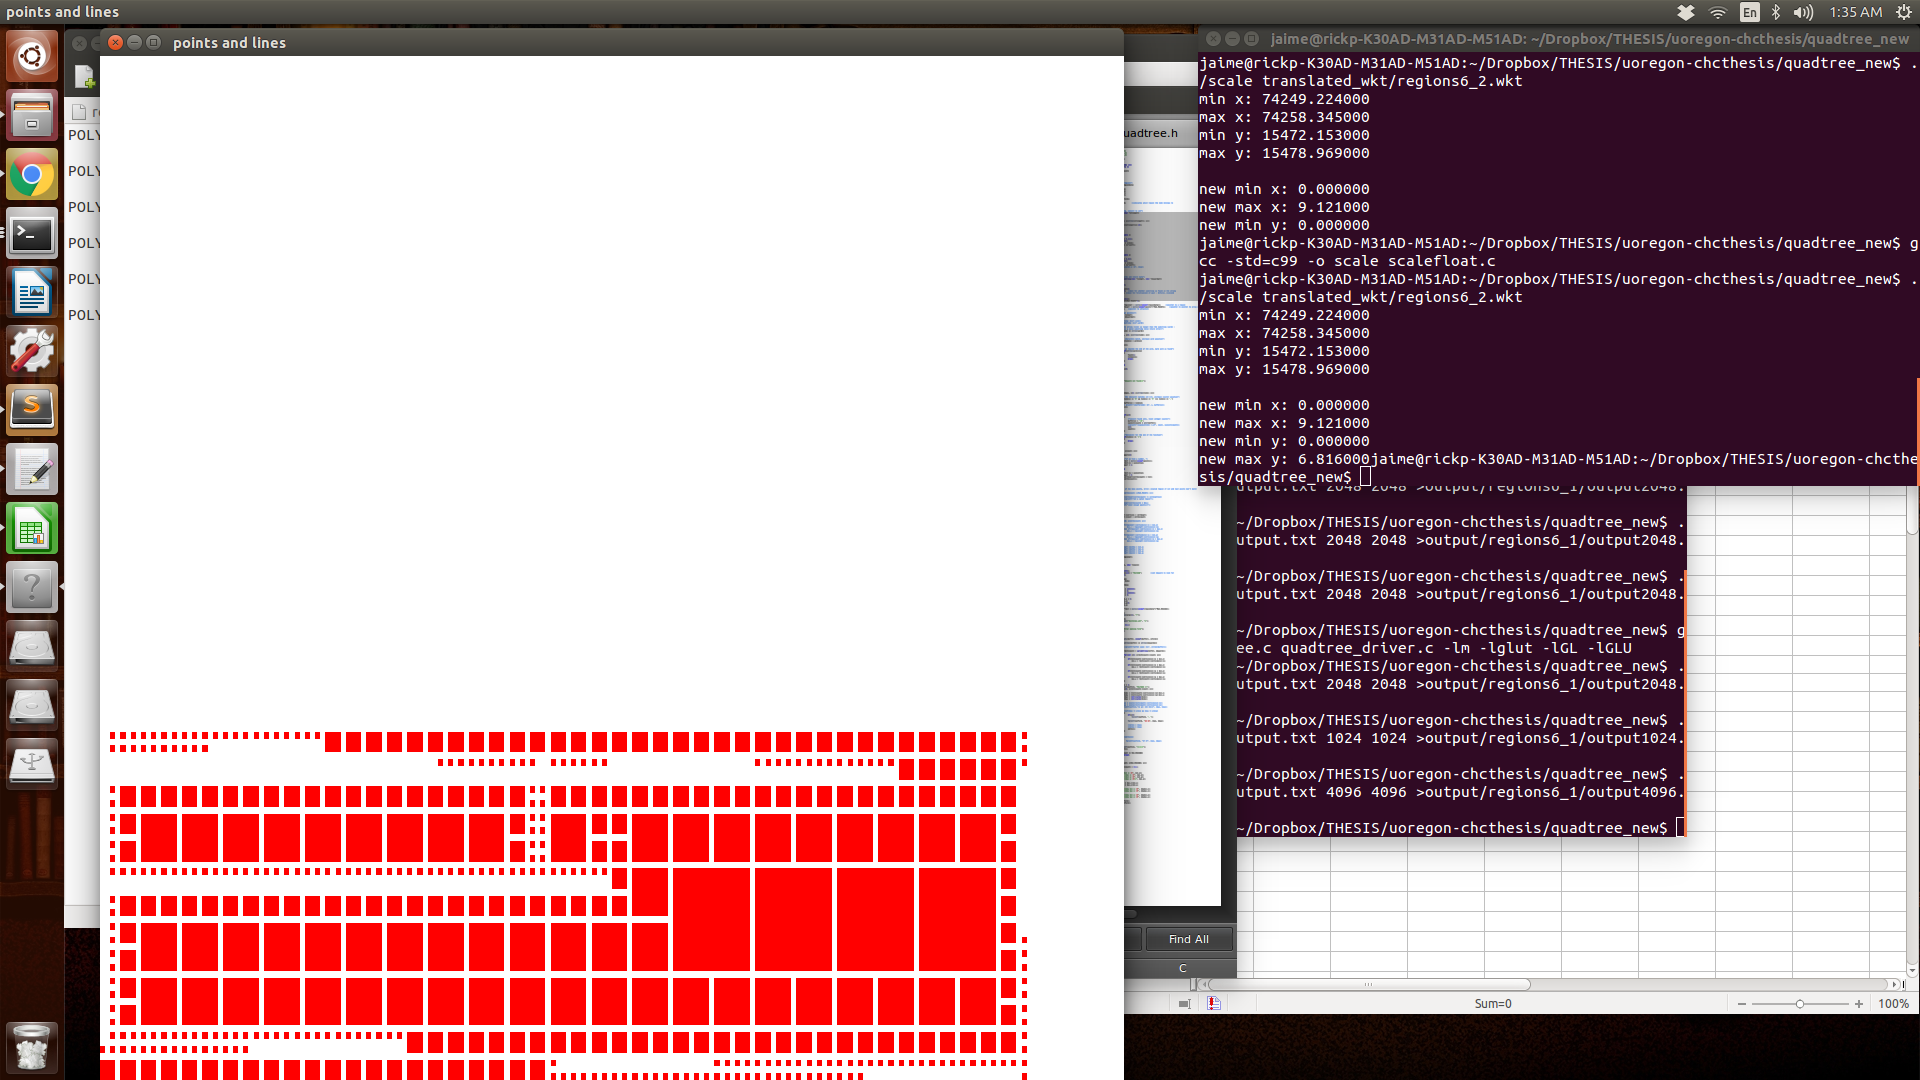 points and lines
En
1:35 AM
points and lines
POLY
POLY
POLY
POLY
POLY
POLY
uadtree.h
jaime@rickp-K30AD-M31AD-M51AD: ~/Dropbox/THESIS/uoregon-chcthesis/quadtree_new
jaime@rickp-K30AD-M31AD-M51AD:~/Dropbox/THESIS/uoregon-chcthesis/quadtree_new$ .
/scale translated_wkt/regions6_2.wkt
min x: 74249.224000
max x: 74258.345000
min y: 15472.153000
max y: 15478.969000
new min x: 0.000000
new max x: 9.121000
new min y: 0.000000
jaime@rickp-K30AD-M31AD-M51AD:~/Dropbox/THESIS/uoregon-chcthesis/quadtree_new$ g
cc -std=c99 -o scale scalefloat.c
jaime@rickp-K30AD-M31AD-M51AD:~/Dropbox/THESIS/uoregon-chcthesis/quadtree_new$ .
/scale translated_wkt/regions6_2.wkt
min x: 74249.224000
max x: 74258.345000
min y: 15472.153000
max y: 15478.969000
new min x: 0.000000
new max x: 9.121000
new min y: 0.000000
new max y: 6.816000jaime@rickp-K30AD-M31AD-M51AD:~/Dropbox/THESIS/uoregon-chcthe
sis/quadtree_new$
utput.txt 2048 2048 >output/regions6_1/output2048.
~/Dropbox/THESIS/uoregon-chcthesis/quadtree_new$ .
utput.txt 2048 2048 >output/regions6_1/output2048.
~/Dropbox/THESIS/uoregon-chcthesis/quadtree_new$ .
utput.txt 2048 2048 >output/regions6_1/output2048.
~/Dropbox/THESIS/uoregon-chcthesis/quadtree_new$ g
ee.c quadtree_driver.c -lm -lglut -lGL -lGLU
~/Dropbox/THESIS/uoregon-chcthesis/quadtree_new$ .
utput.txt 2048 2048 >output/regions6_1/output2048.
~/Dropbox/THESIS/uoregon-chcthesis/quadtree_new$ .
utput.txt 1024 1024 >output/regions6_1/output1024.
~/Dropbox/THESIS/uoregon-chcthesis/quadtree_new$ .
utput.txt 4096 4096 >output/regions6_1/output4096.
~/Dropbox/THESIS/uoregon-chcthesis/quadtree_new$
Find All
C
Sum=0
100%